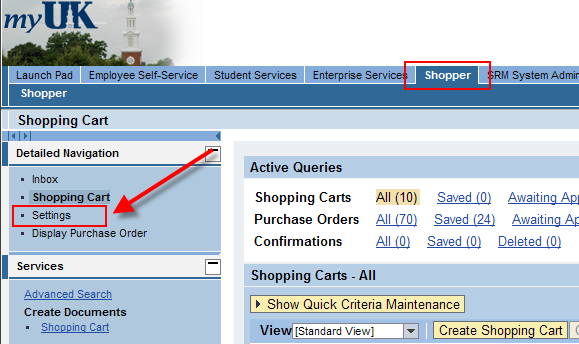 myUK
Launch Pad Employee Self-Service Student Services Enterprise Services Shopper SRM System Admi
Shopper
Shopping Cart
Detailed Navigation
Inbox
Shopping Cart
Settings
Display Purchase Order
Services
Advanced Search
Create Documents
Shopping Cart
Active Queries
Shopping Carts All (10) Saved (0) Awaiting App
Purchase Orders All (70) Saved (24) Awaiting Ap
Confirmations All (0) Saved (0) Deleted (0)
Shopping Carts - All
Show Quick Criteria Maintenance
View [Standard View] Create Shopping Cart